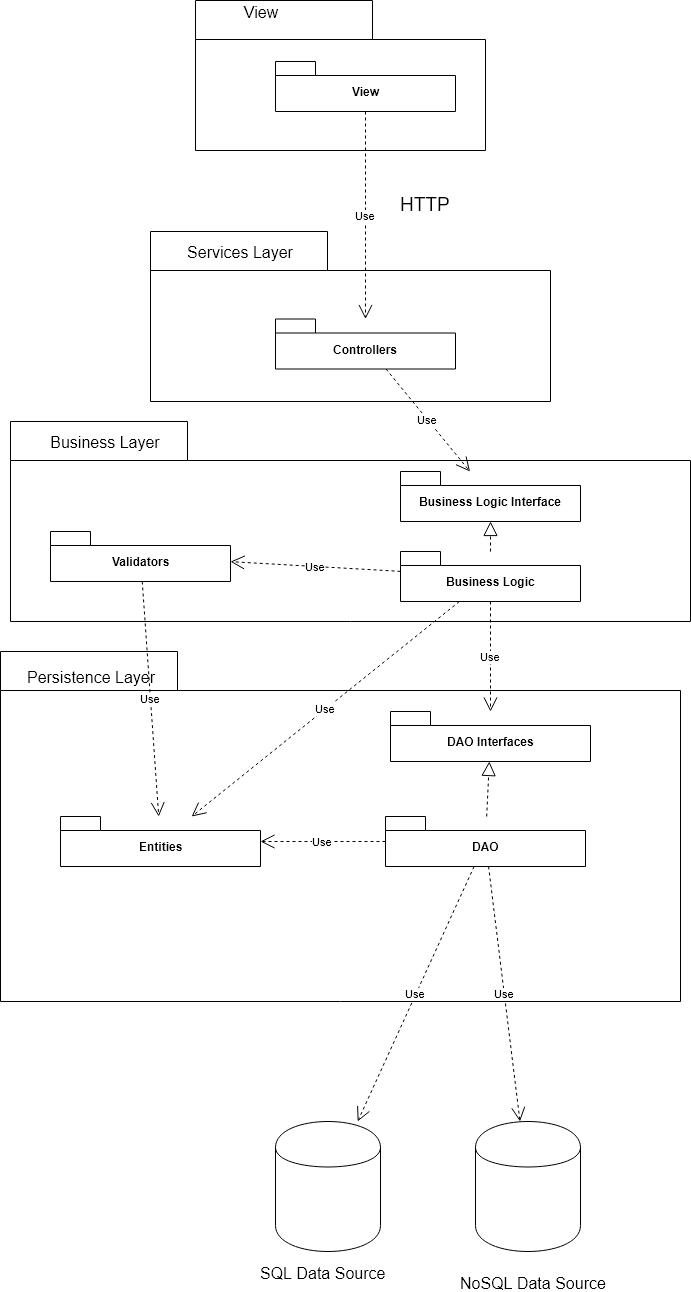 View
View
Use
HTTP
Services Layer
Controllers
Use
Business Layer
Business Logic Interface
Validators
Use
Business Logic
Use
Persistence Layer
Use
Use
DAO Interfaces
Entities
Use
DAO
Use
Use
SQL Data Source
NoSQL Data Source